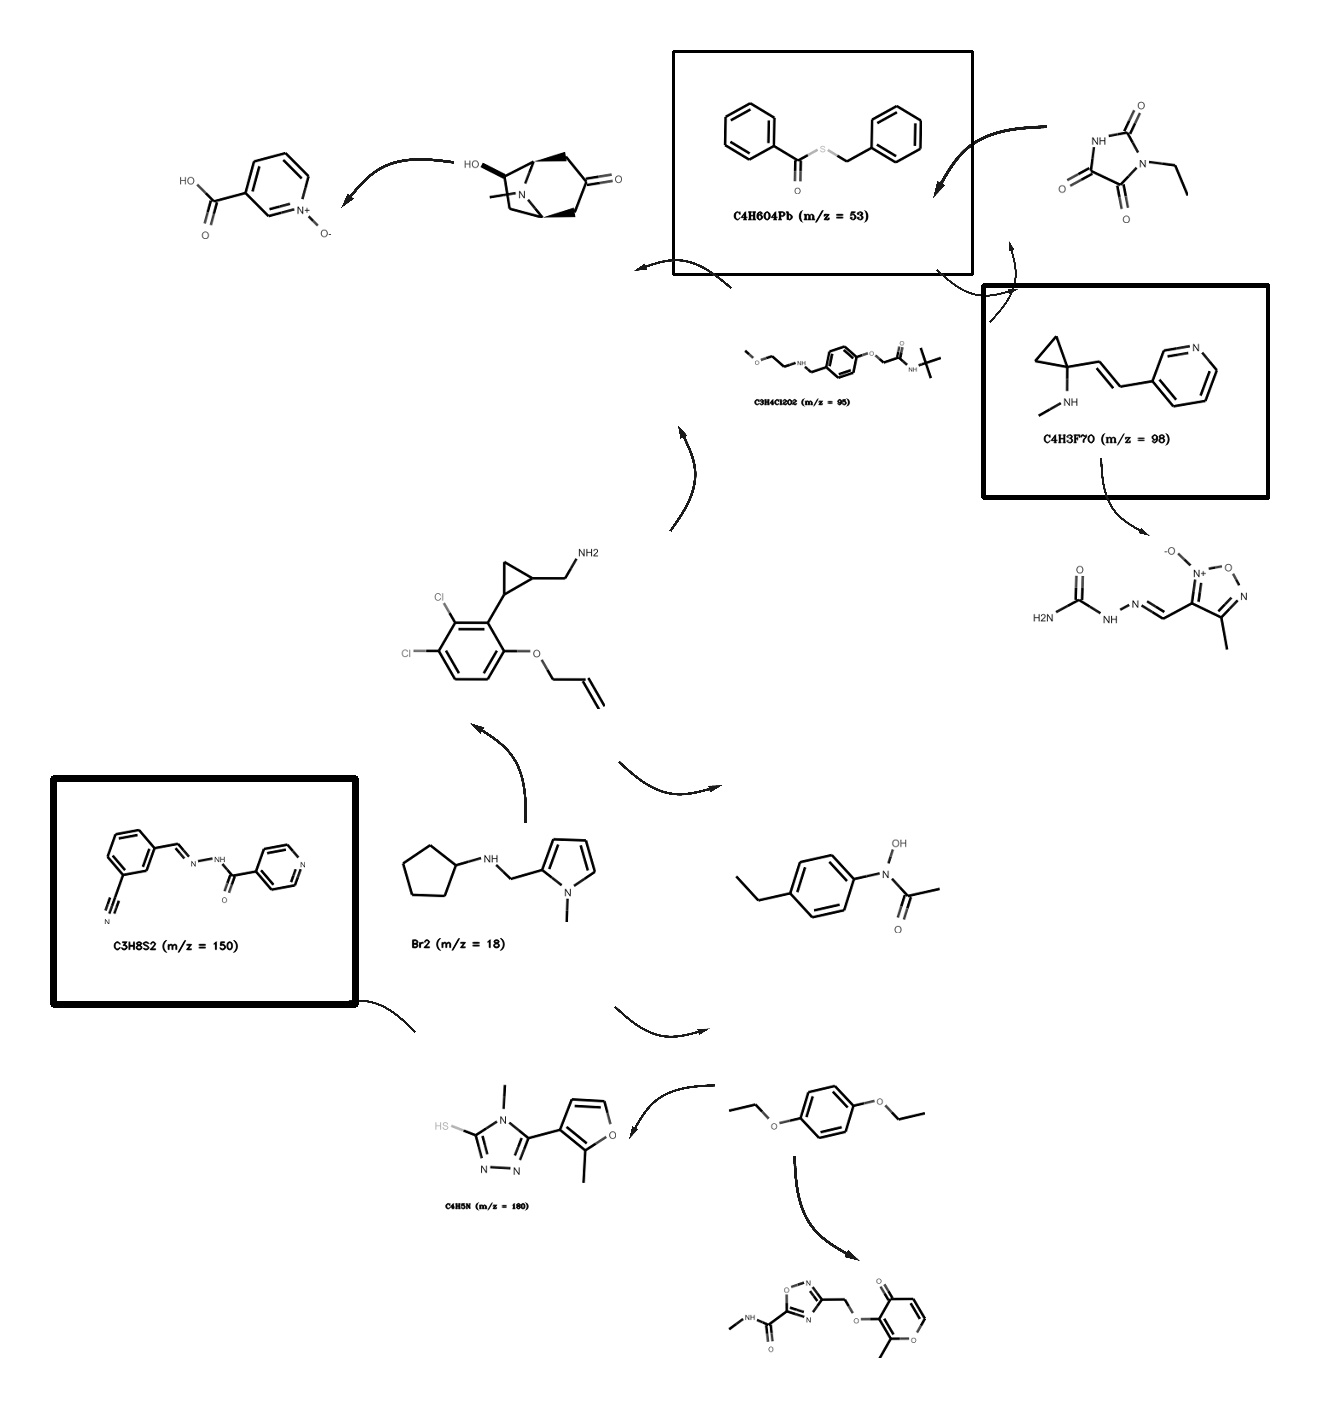 HO
O
N+
O-
HO
N
O
S
O
C4H6O4Pb (m/z = 53)
O
NH
N
O
O
O
NH
O
O
NH
C3H4Cl2O2 (m/z = 95)
N
NH
C4H3F7O (m/z = 98)
NH2
Cl
Cl
O
-O
N+
O
N
O
H2N
NH
N
N
NH
O
N
N
C3H8S2 (m/z = 150)
NH
N
Br2 (m/z = 18)
OH
N
O
HS
N
N
N
O
C4H5N (m/z = 180)
O
O
O
N
N
NH
O
O
O
O